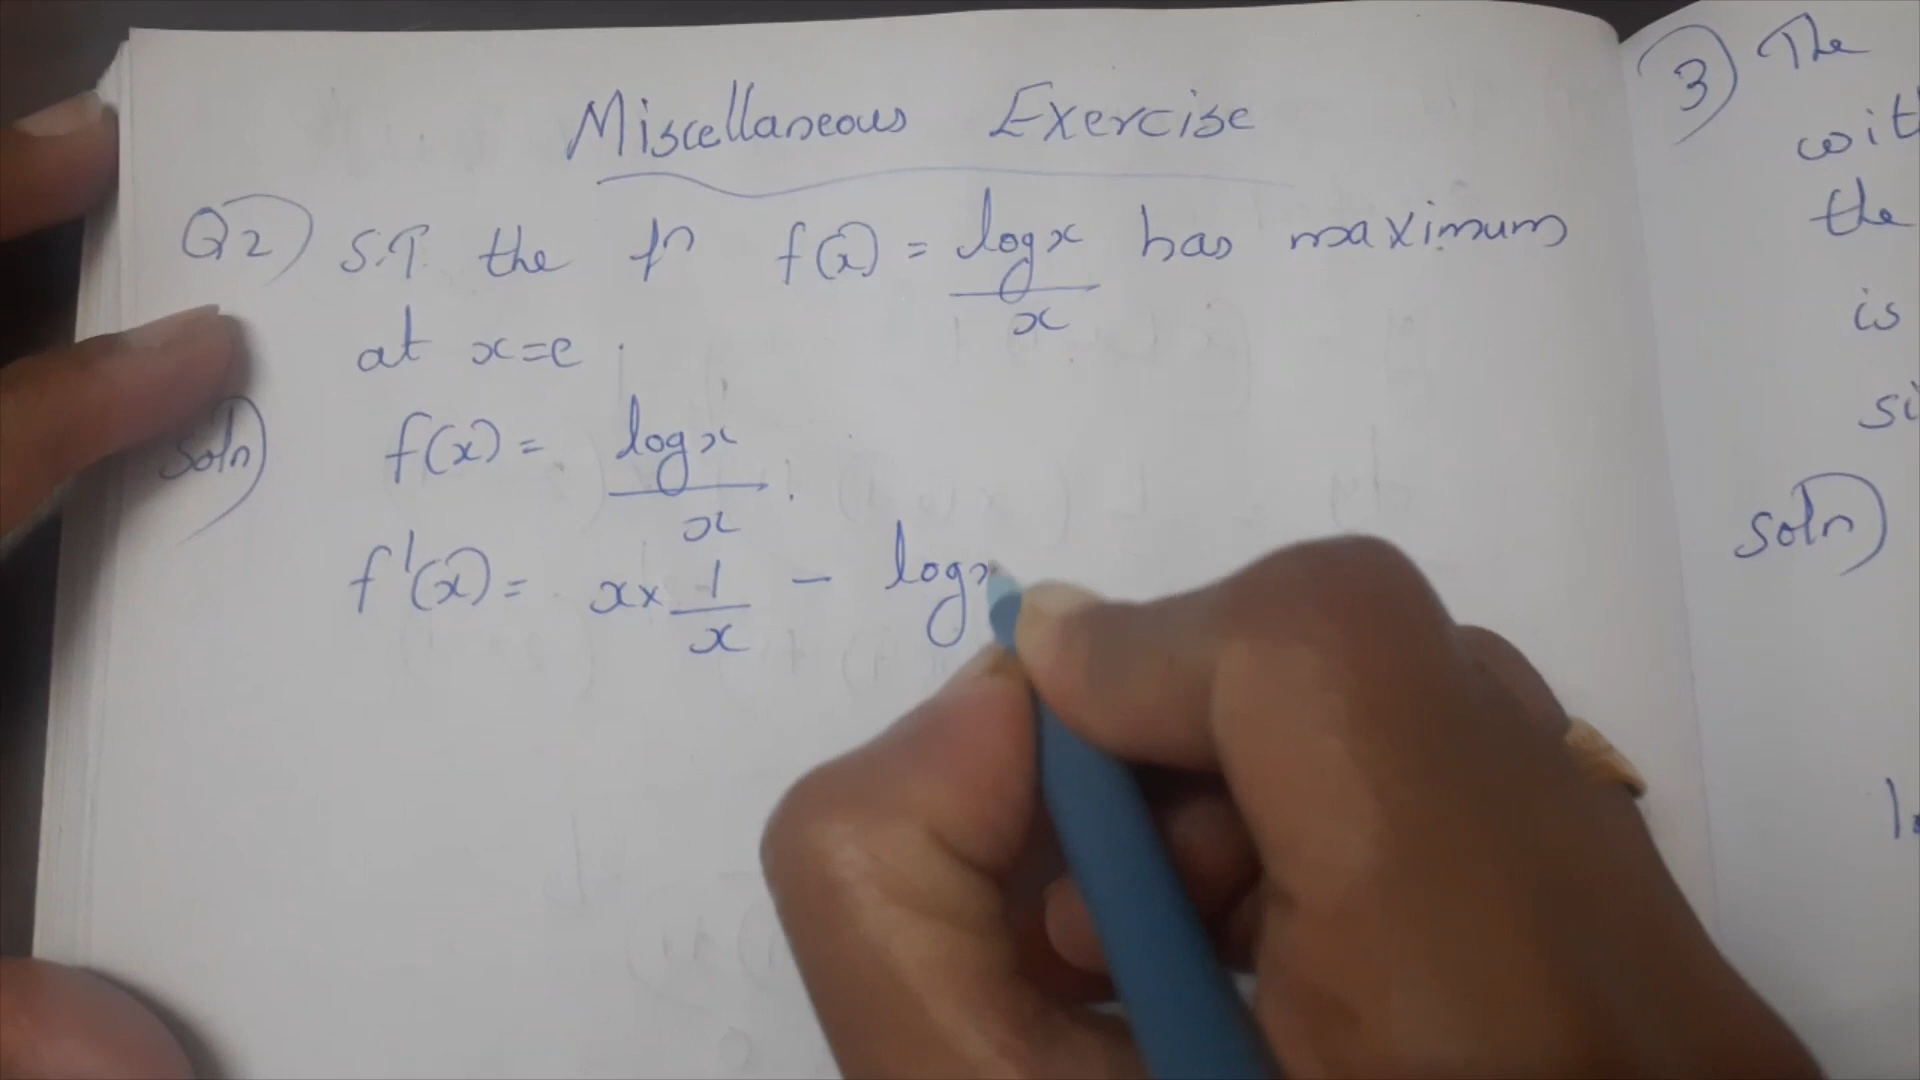 Miscellaneous Exercise
Q2) S.T. the fn f(x) = log x / x has maximum
at x=e.
Soln) f(x) = log x / x.
f'(x) = x × 1/x - log x
3) The
with
the
is
si
Soln)